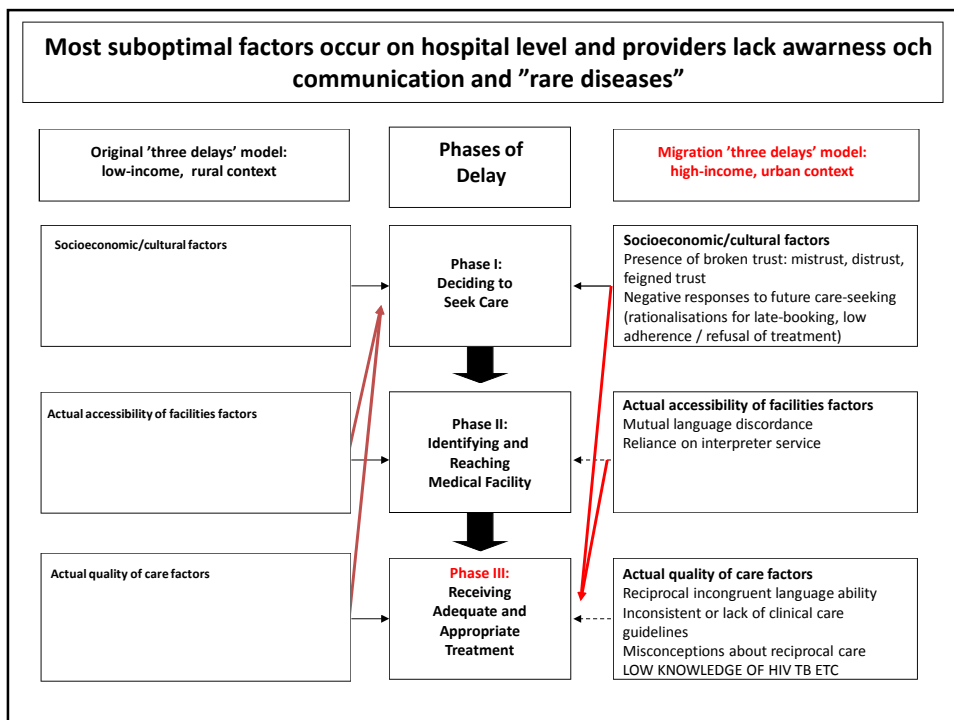 Most suboptimal factors occur on hospital level and providers lack awarness och
communication and ”rare diseases”
Original ’three delays’ model:
low-income, rural context
Phases of
Delay
Migration ’three delays’ model:
high-income, urban context
Socioeconomic/cultural factors
Phase I:
Deciding to
Seek Care
Socioeconomic/cultural factors
Presence of broken trust: mistrust, distrust,
feigned trust
Negative responses to future care-seeking
(rationalisations for late-booking, low
adherence / refusal of treatment)
Actual accessibility of facilities factors
Phase II:
Identifying and
Reaching
Medical Facility
Actual accessibility of facilities factors
Mutual language discordance
Reliance on interpreter service
Actual quality of care factors
Phase III:
Receiving
Adequate and
Appropriate
Treatment
Actual quality of care factors
Reciprocal incongruent language ability
Inconsistent or lack of clinical care
guidelines
Misconceptions about reciprocal care
LOW KNOWLEDGE OF HIV TB ETC